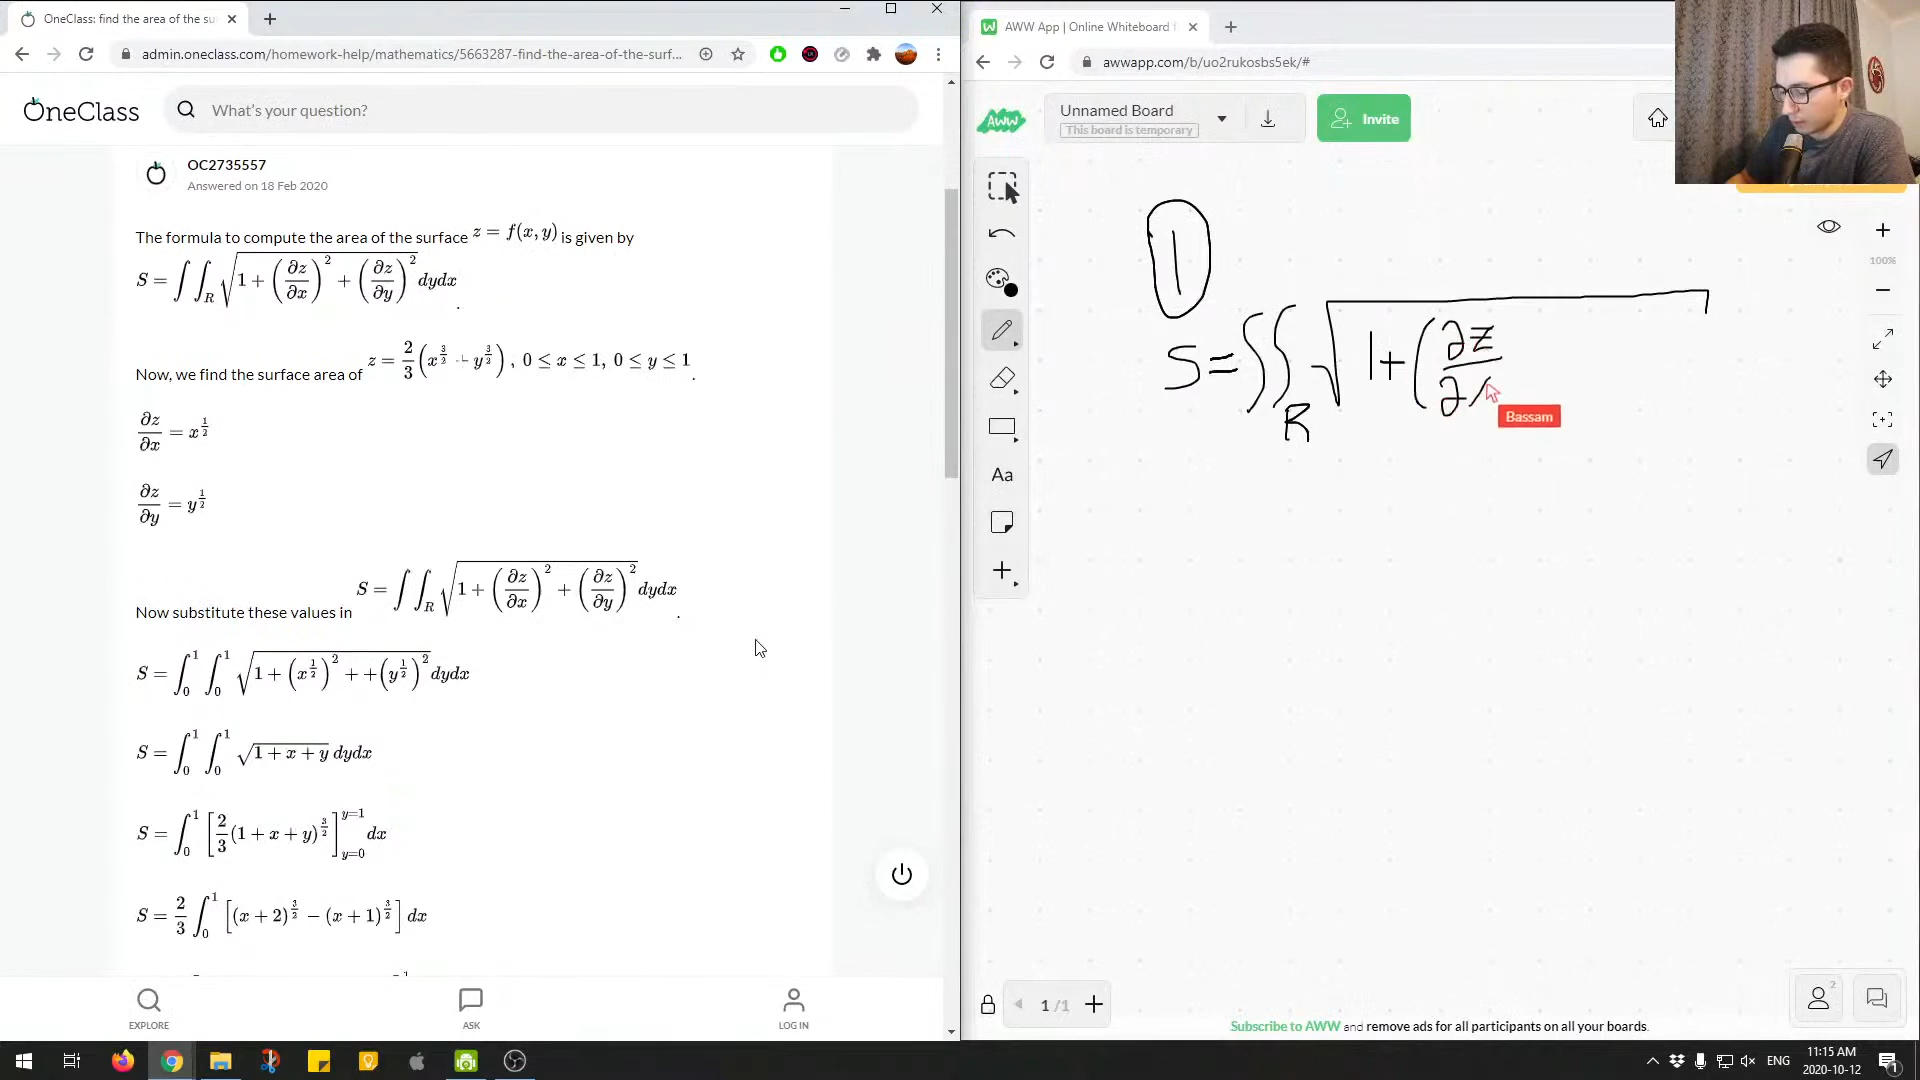 OneClass: find the area of the su
admin.oneclass.com/homework-help/mathematics/5663287-find-the-area-of-the-surf...
OneClass
What's your question?
OC2735557
Answered on 18 Feb 2020
The formula to compute the area of the surface z = f(x, y) is given by
S = ∫∫_R √(1 + (∂z/∂x)^2 + (∂z/∂y)^2) dydx .
Now, we find the surface area of z = 2/3 (x^(3/2) + y^(3/2)), 0 ≤ x ≤ 1, 0 ≤ y ≤ 1 .
∂z/∂x = x^(1/2)
∂z/∂y = y^(1/2)
Now substitute these values in S = ∫∫_R √(1 + (∂z/∂x)^2 + (∂z/∂y)^2) dydx .
S = ∫_0^1 ∫_0^1 √(1 + (x^(1/2))^2 + +(y^(1/2))^2) dydx
S = ∫_0^1 ∫_0^1 √(1 + x + y) dydx
S = ∫_0^1 [2/3 (1 + x + y)^(3/2)]_(y=0)^(y=1) dx
S = 2/3 ∫_0^1 [(x + 2)^(3/2) − (x + 1)^(3/2)] dx
EXPLORE
ASK
LOG IN
AWW App | Online Whiteboard f
awwapp.com/b/uo2rukosbs5ek/#
AWW
Unnamed Board
This board is temporary
Invite
100%
1
S = ∫∫_R √(1 + (∂z/∂x
Bassam
Aa
1 /1
2
Subscribe to AWW and remove ads for all participants on all your boards.
ENG
11:15 AM
2020-10-12
1